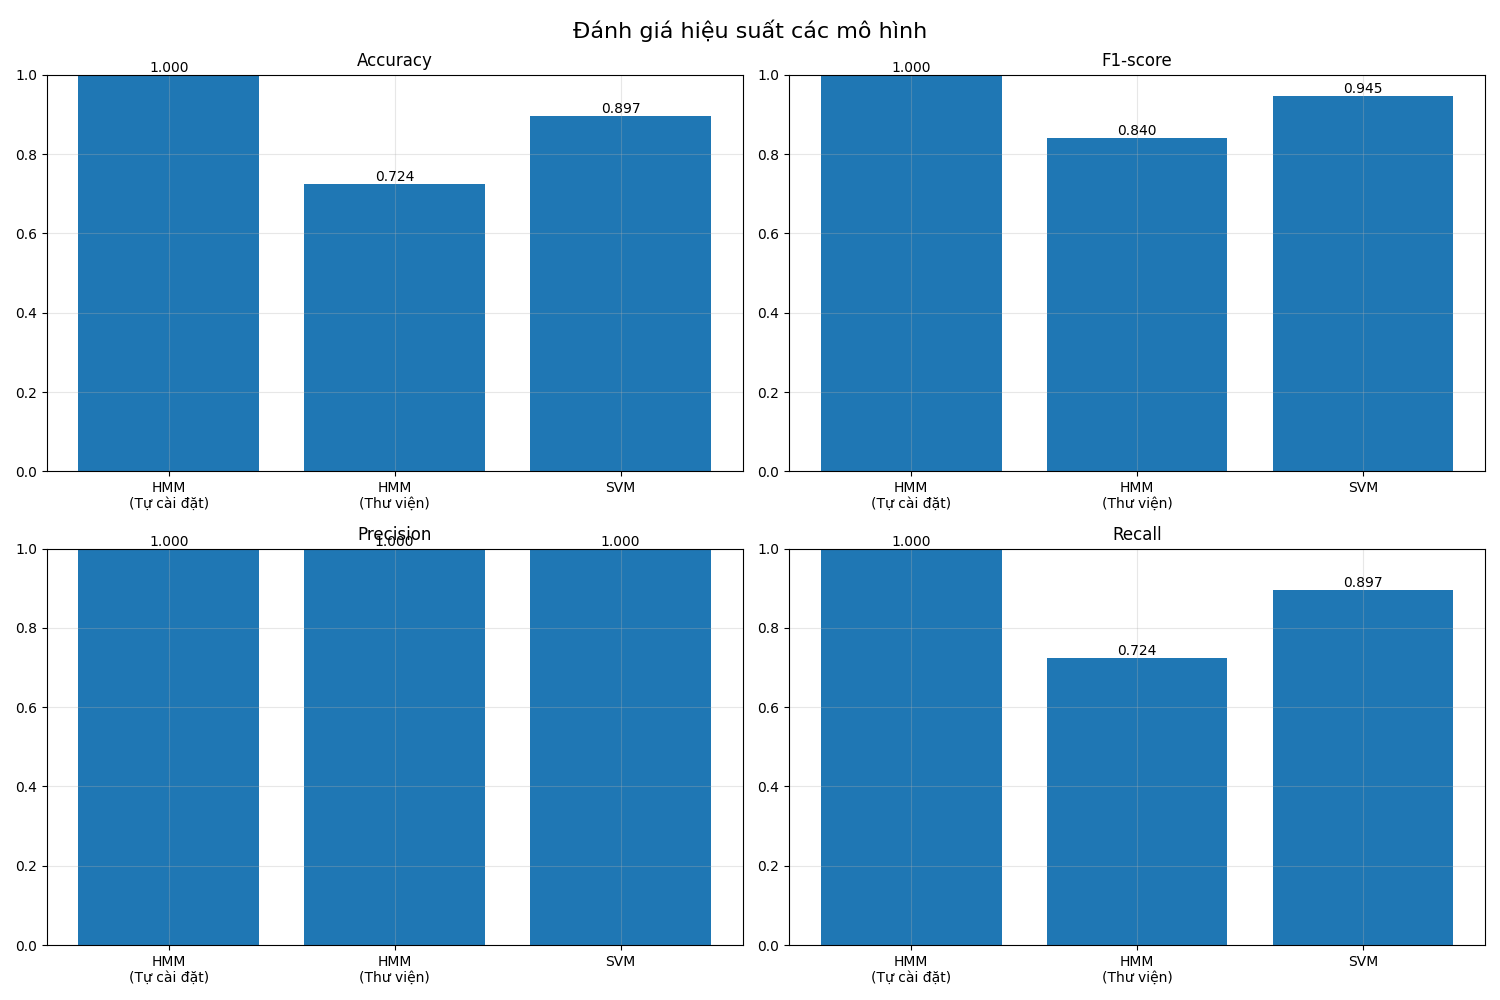 Đánh giá hiệu suất các mô hình
Accuracy
1.000
0.724
0.897
1.0
0.8
0.6
0.4
0.2
0.0
HMM
(Tự cài đặt)
HMM
(Thư viện)
SVM
F1-score
1.000
0.840
0.945
1.0
0.8
0.6
0.4
0.2
0.0
HMM
(Tự cài đặt)
HMM
(Thư viện)
SVM
Precision
1.000
1.000
1.000
1.0
0.8
0.6
0.4
0.2
0.0
HMM
(Tự cài đặt)
HMM
(Thư viện)
SVM
Recall
1.000
0.724
0.897
1.0
0.8
0.6
0.4
0.2
0.0
HMM
(Tự cài đặt)
HMM
(Thư viện)
SVM